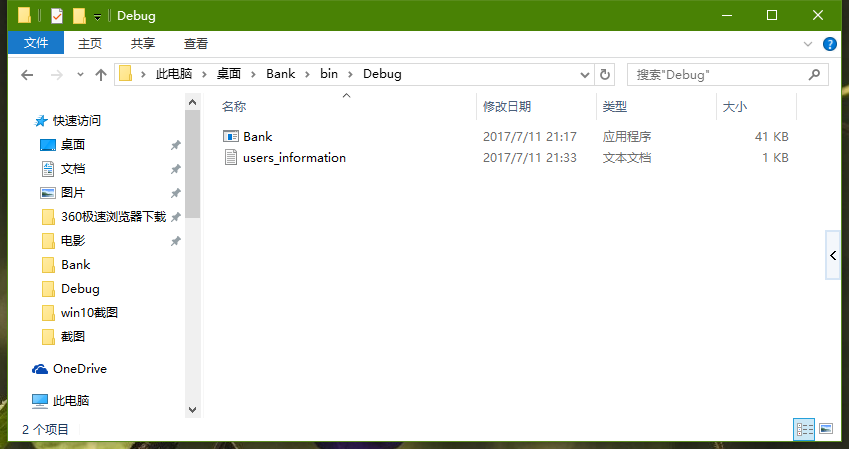 Debug
文件 主页 共享 查看
此电脑 桌面 Bank bin Debug 搜索"Debug"
名称 修改日期 类型 大小
快速访问
桌面
文档
图片
360极速浏览器下载
电影
Bank
Debug
win10截图
截图
OneDrive
此电脑
Bank 2017/7/11 21:17 应用程序 41 KB
users_information 2017/7/11 21:33 文本文档 1 KB
2 个项目